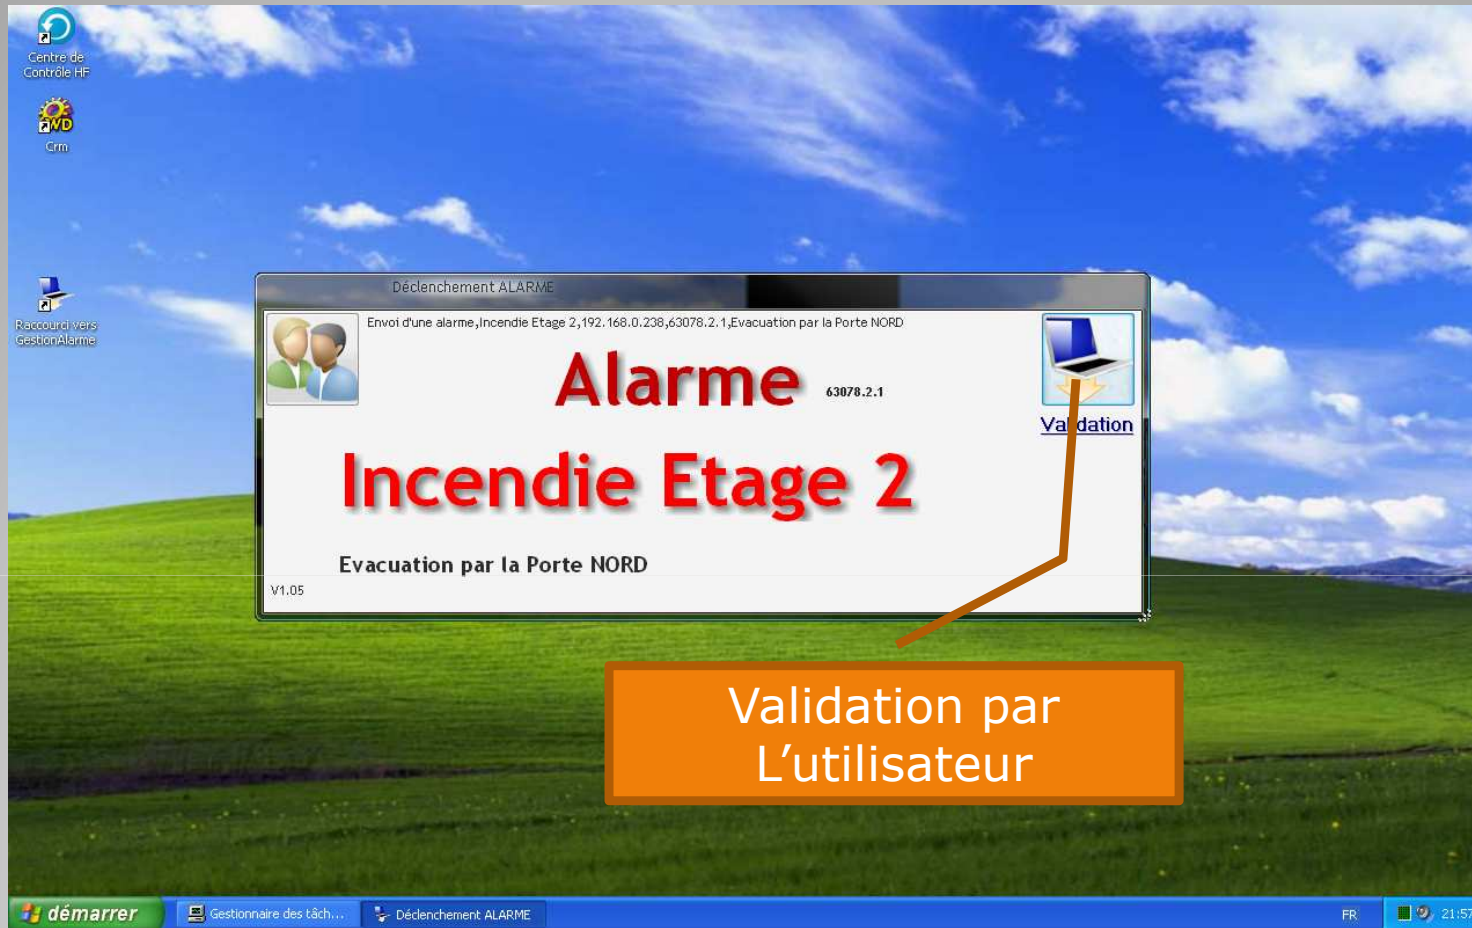 Centre de
Contrôle HF
WD
Crm
Raccourci vers
GestionAlarme
Déclenchement ALARME
Envoi d'une alarme,Incendie Etage 2,192.168.0.238,63078.2.1,Evacuation par la Porte NORD
Alarme 63078.2.1
Validation
Incendie Etage 2
Evacuation par la Porte NORD
V1.05
Validation par
L’utilisateur
démarrer
Gestionnaire des tâch...
Déclenchement ALARME
FR
21:57